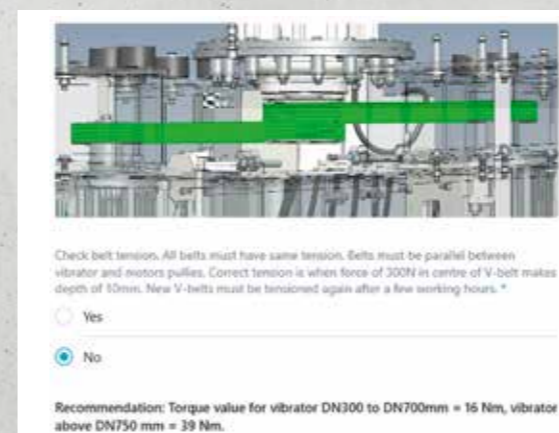 Check belt tension. All belts must have same tension. Belts must be parallel between
vibrator and motors pullies. Correct tension is when force of 300N in centre of V-belt makes
depth of 10mm. New V-belts must be tensioned again after a few working hours. *
Yes
No
Recommendation: Torque value for vibrator DN300 to DN700mm = 16 Nm, vibrator
above DN750 mm = 39 Nm.